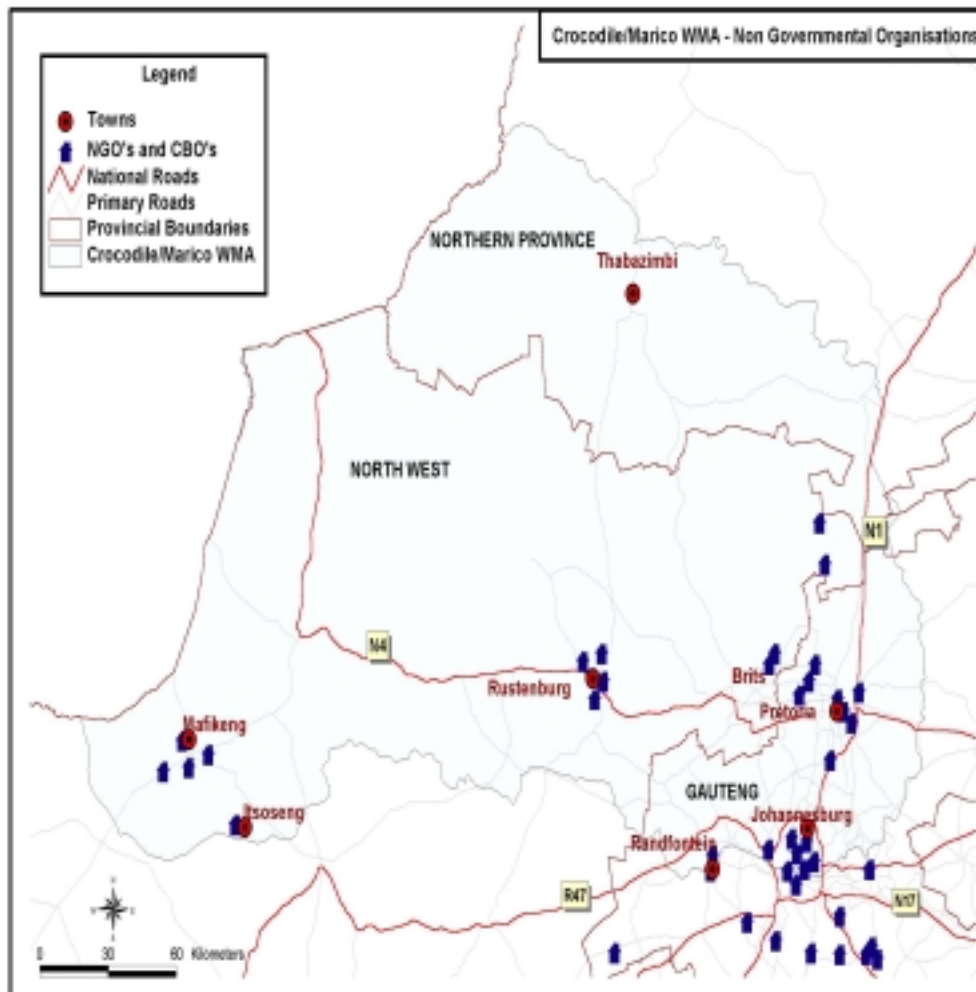 Crocodile/Marico WMA - Non Governmental Organisations
Legend
Towns
NGO's and CBO's
National Roads
Primary Roads
Provincial Boundaries
Crocodile/Marico WMA
NORTHERN PROVINCE
Thabazimbi
NORTH WEST
N1
N4
Rustenburg
Brits
Pretoria
Mafikeng
GAUTENG
Itsoseng
Johannesburg
Randfontein
R47
N17
0 30 60 Kilometers